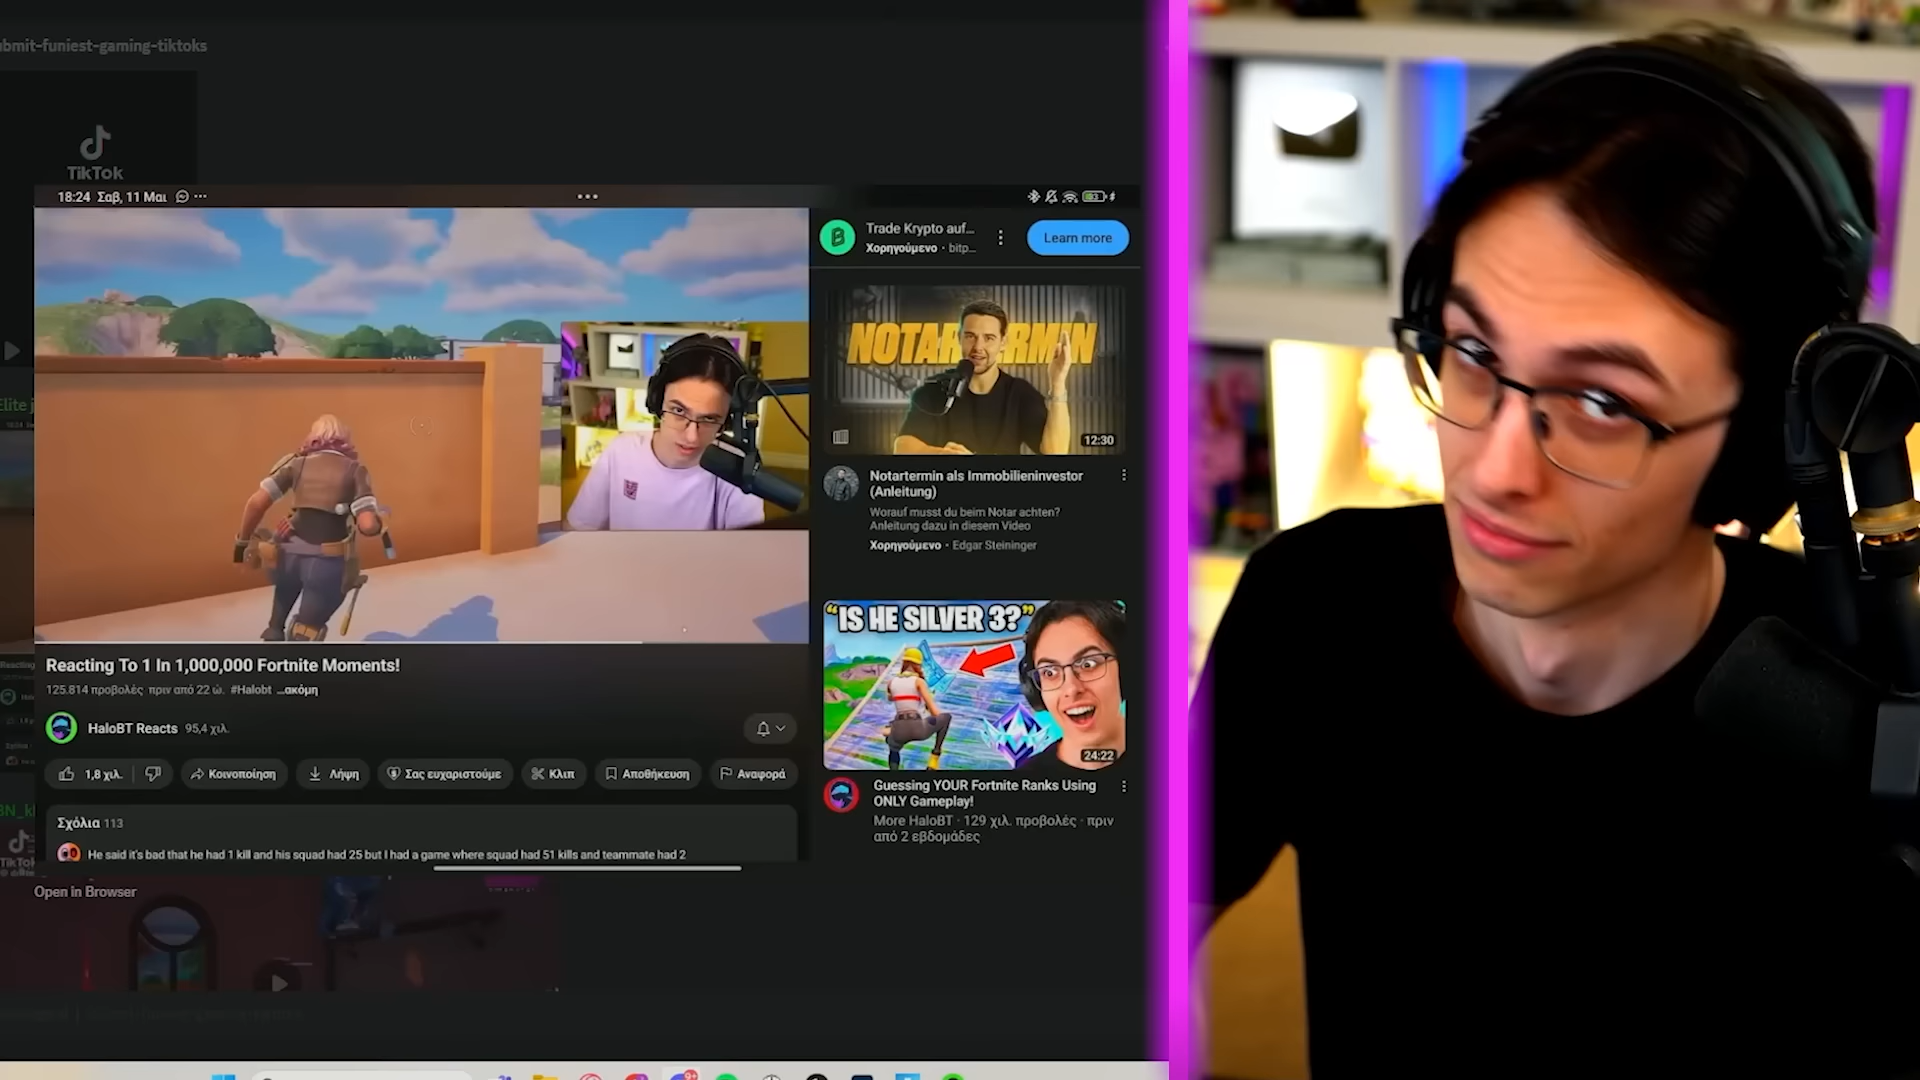 bmit-funiest-gaming-tiktoks
TikTok
18:24 Σαβ, 11 Μαι
Elite j
Trade Krypto auf...
Χορηγούμενο · bitp...
Learn more
NOTARTERMIN
12:30
Notartermin als Immobilieninvestor
(Anleitung)
Worauf musst du beim Notar achten?
Anleitung dazu in diesem Video
Χορηγούμενο · Edgar Steininger
"IS HE SILVER 3?"
24:22
Guessing YOUR Fortnite Ranks Using
ONLY Gameplay!
More HaloBT · 129 χιλ. προβολές · πριν
από 2 εβδομάδες
Reacting To 1 In 1,000,000 Fortnite Moments!
125.814 προβολές πριν από 22 ώ. #Halobt ...ακόμη
HaloBT Reacts 95,4 χιλ.
1,8 χιλ. Κοινοποίηση Λήψη Σας ευχαριστούμε Κλιπ Αποθήκευση Αναφορά
Σχόλια 113
He said it's bad that he had 1 kill and his squad had 25 but I had a game where squad had 51 kills and teammate had 2
Open in Browser